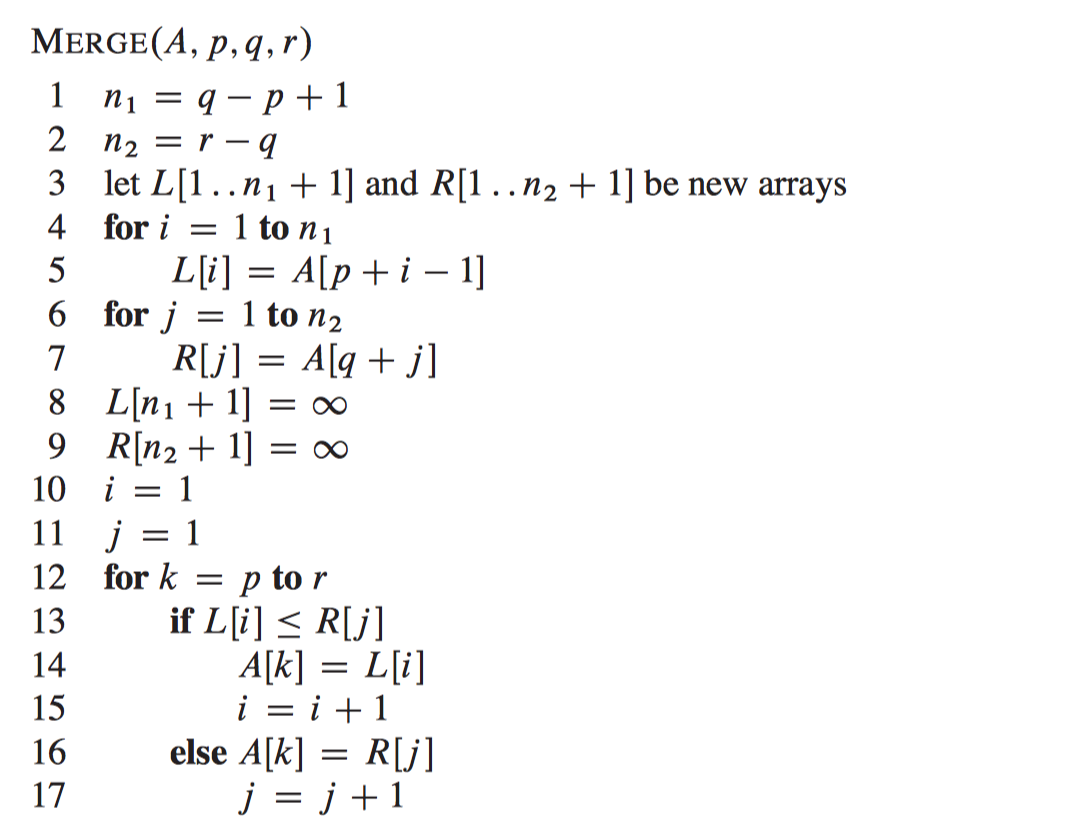 MERGE(A, p, q, r)
1 n₁ = q − p + 1
2 n₂ = r − q
3 let L[1..n₁ + 1] and R[1..n₂ + 1] be new arrays
4 for i = 1 to n₁
5 L[i] = A[p + i − 1]
6 for j = 1 to n₂
7 R[j] = A[q + j]
8 L[n₁ + 1] = ∞
9 R[n₂ + 1] = ∞
10 i = 1
11 j = 1
12 for k = p to r
13 if L[i] ≤ R[j]
14 A[k] = L[i]
15 i = i + 1
16 else A[k] = R[j]
17 j = j + 1